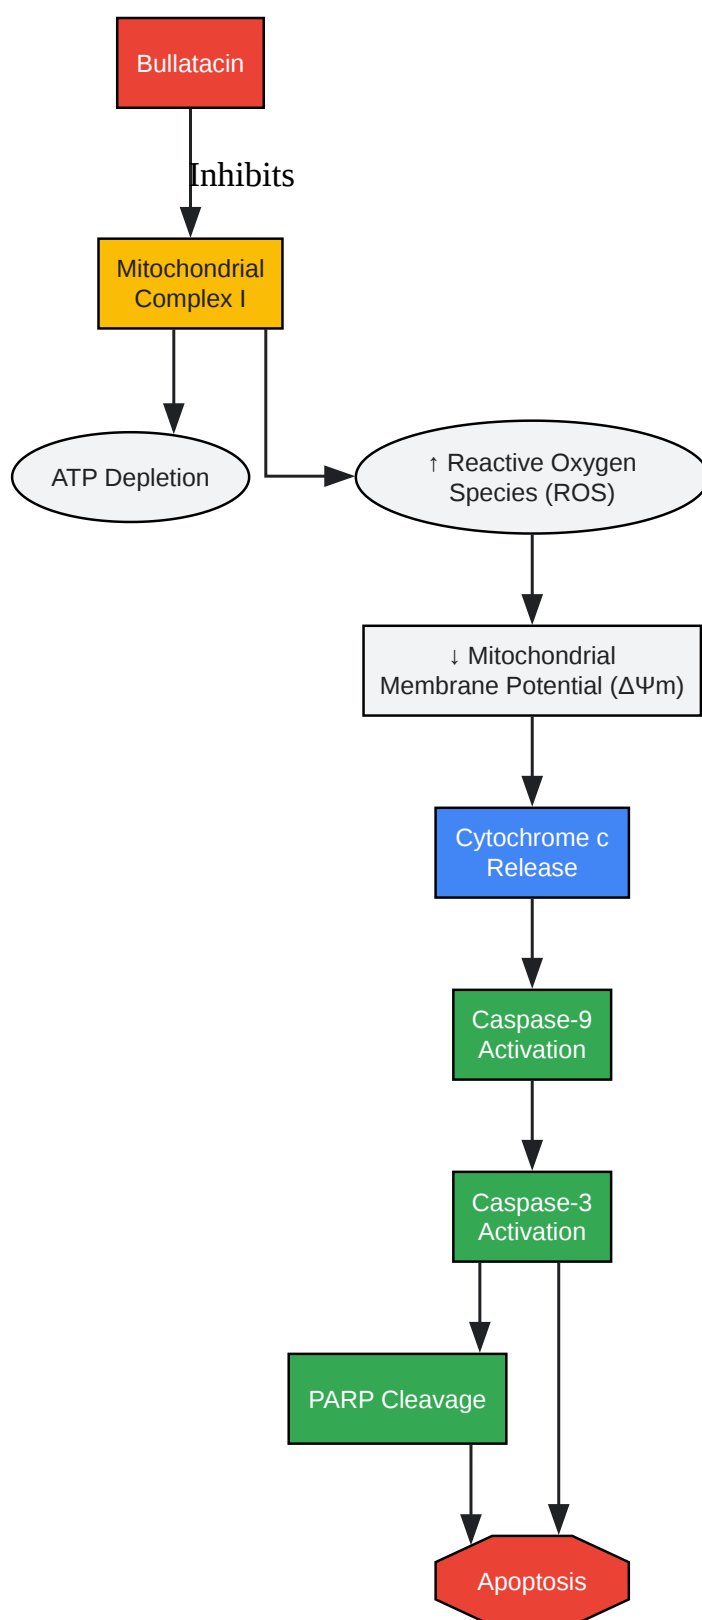 Bullatacin
Inhibits
Mitochondrial
Complex I
ATP Depletion
↑ Reactive Oxygen
Species (ROS)
↓ Mitochondrial
Membrane Potential (ΔΨm)
Cytochrome c
Release
Caspase-9
Activation
Caspase-3
Activation
PARP Cleavage
Apoptosis